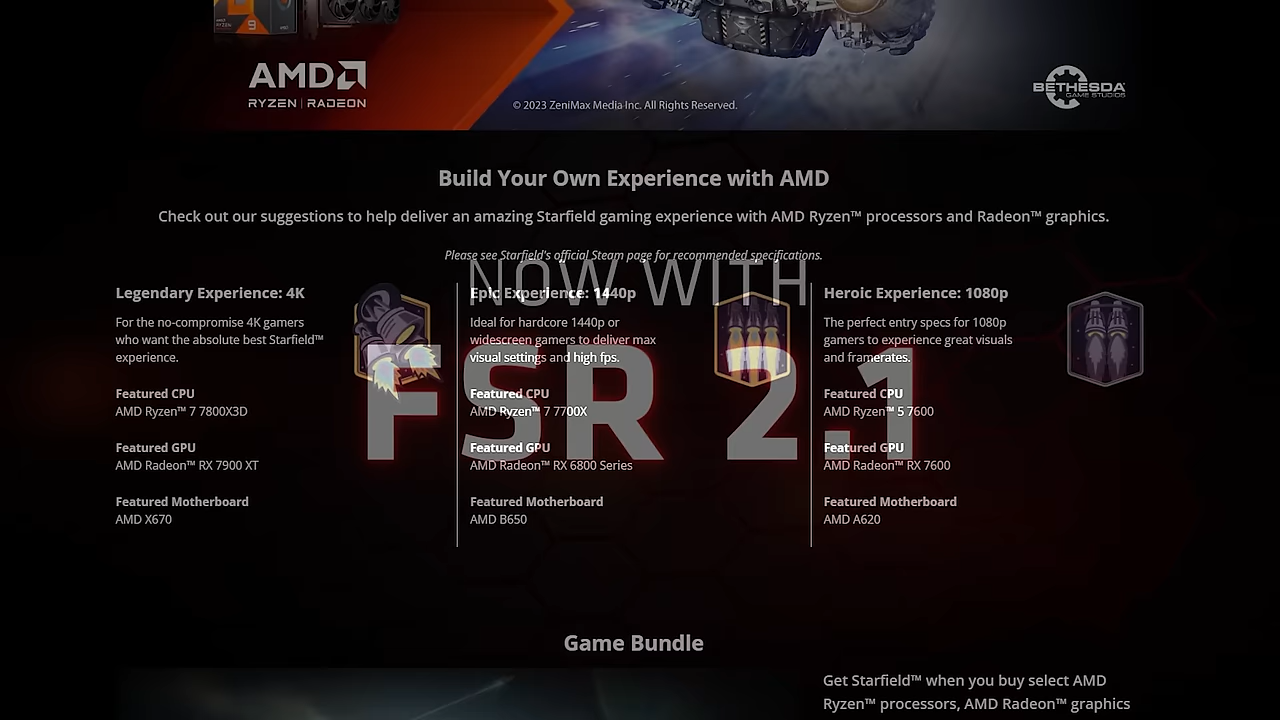 RYZEN
9
AMD
RYZEN | RADEON
© 2023 ZeniMax Media Inc. All Rights Reserved.
BETHESDA
GAME STUDIOS
Build Your Own Experience with AMD
Check out our suggestions to help deliver an amazing Starfield gaming experience with AMD Ryzen™ processors and Radeon™ graphics.
Please see Starfield's official Steam page for recommended specifications.
NOW WITH
FSR 2.1
Legendary Experience: 4K
For the no-compromise 4K gamers
who want the absolute best Starfield™
experience.
Featured CPU
AMD Ryzen™ 7 7800X3D
Featured GPU
AMD Radeon™ RX 7900 XT
Featured Motherboard
AMD X670
Epic Experience: 1440p
Ideal for hardcore 1440p or
widescreen gamers to deliver max
visual settings and high fps.
Featured CPU
AMD Ryzen™ 7 7700X
Featured GPU
AMD Radeon™ RX 6800 Series
Featured Motherboard
AMD B650
Heroic Experience: 1080p
The perfect entry specs for 1080p
gamers to experience great visuals
and framerates.
Featured CPU
AMD Ryzen™ 5 7600
Featured GPU
AMD Radeon™ RX 7600
Featured Motherboard
AMD A620
Game Bundle
Get Starfield™ when you buy select AMD
Ryzen™ processors, AMD Radeon™ graphics